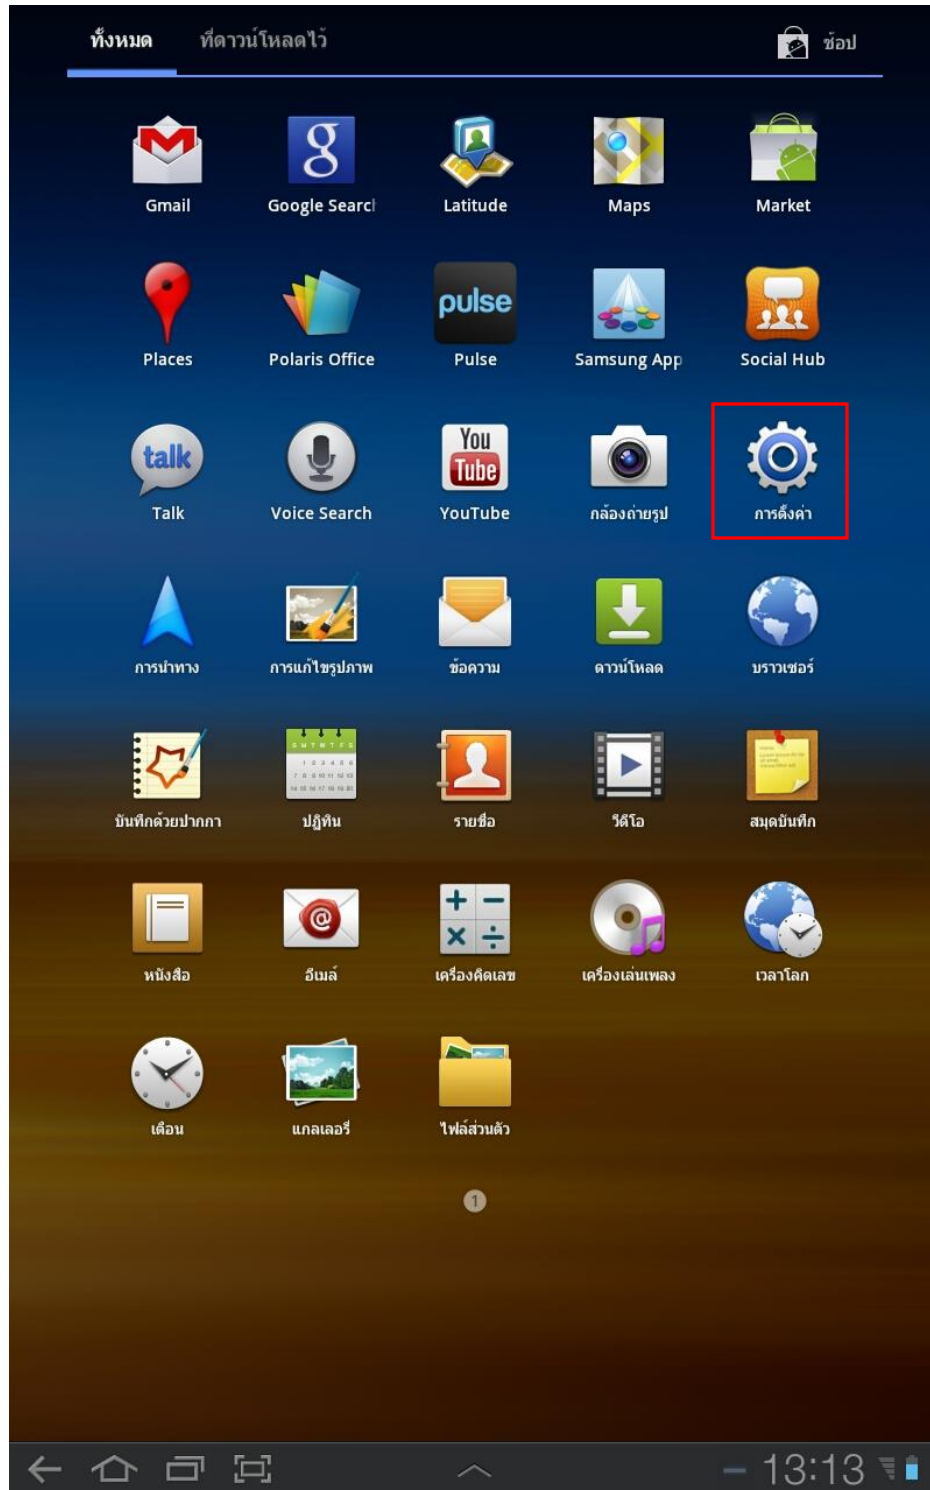 ทั้งหมด ที่ดาวน์โหลดไว้ ช้อป
Gmail Google Search Latitude Maps Market
pulse
Places Polaris Office Pulse Samsung App Social Hub
talk You Tube
Talk Voice Search YouTube กล้องถ่ายรูป การตั้งค่า
การนำทาง การแก้ไขรูปภาพ ข้อความ ดาวน์โหลด บราวเซอร์
S M T W T F S
บันทึกด้วยปากกา ปฏิทิน รายชื่อ วีดีโอ สมุดบันทึก
หนังสือ อีเมล์ เครื่องคิดเลข เครื่องเล่นเพลง เวลาโลก
เตือน แกลเลอรี่ ไฟล์ส่วนตัว
1
13:13